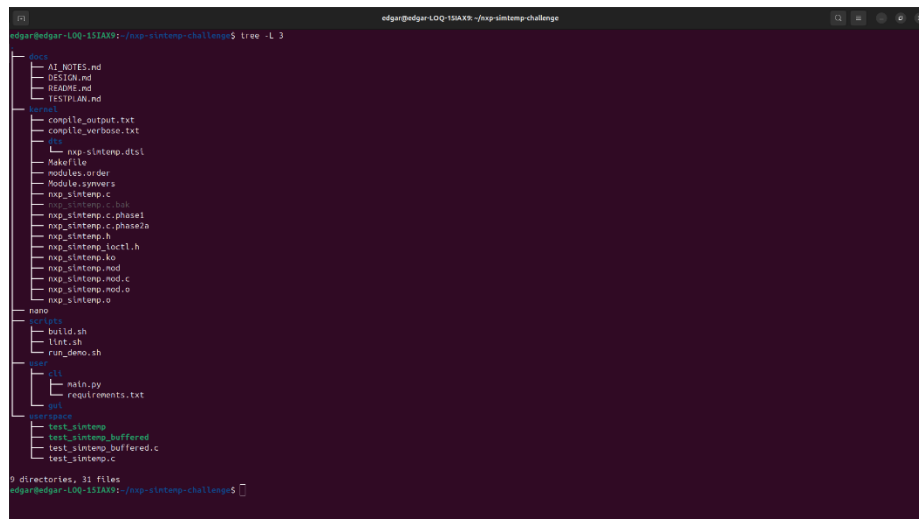 edgar@edgar-LOQ-15IAX9: ~/nxp-simtemp-challenge
edgar@edgar-LOQ-15IAX9:~/nxp-simtemp-challenge$ tree -L 3
.
├── docs
│   ├── AI_NOTES.md
│   ├── DESIGN.md
│   ├── README.md
│   └── TESTPLAN.md
├── kernel
│   ├── compile_output.txt
│   ├── compile_verbose.txt
│   ├── dts
│   │   └── nxp-simtemp.dtsi
│   ├── Makefile
│   ├── modules.order
│   ├── Module.symvers
│   ├── nxp_simtemp.c
│   ├── nxp_simtemp.c.bak
│   ├── nxp_simtemp.c.phase1
│   ├── nxp_simtemp.c.phase2a
│   ├── nxp_simtemp.h
│   ├── nxp_simtemp_ioctl.h
│   ├── nxp_simtemp.ko
│   ├── nxp_simtemp.mod
│   ├── nxp_simtemp.mod.c
│   ├── nxp_simtemp.mod.o
│   └── nxp_simtemp.o
├── nano
├── scripts
│   ├── build.sh
│   ├── lint.sh
│   └── run_demo.sh
├── user
│   ├── cli
│   │   ├── main.py
│   │   └── requirements.txt
│   └── gui
└── userspace
    ├── test_simtemp
    ├── test_simtemp_buffered
    ├── test_simtemp_buffered.c
    └── test_simtemp.c
9 directories, 31 files
edgar@edgar-LOQ-15IAX9:~/nxp-simtemp-challenge$